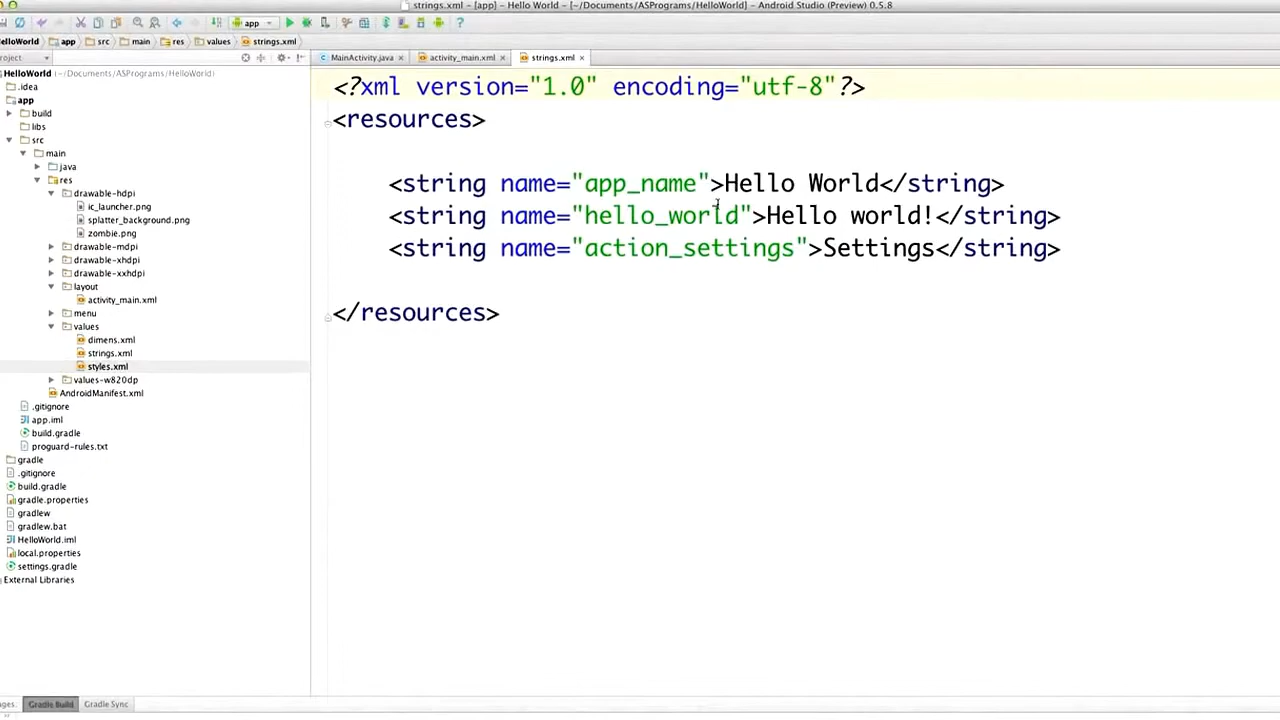 strings.xml - [app] - Hello World - [~/Documents/ASPrograms/HelloWorld] - Android Studio (Preview) 0.5.8
app
HelloWorld app src main res values strings.xml
MainActivity.java activity_main.xml strings.xml
HelloWorld (~/Documents/ASPrograms/HelloWorld)
.idea
app
build
libs
src
main
java
res
drawable-hdpi
ic_launcher.png
splatter_background.png
zombie.png
drawable-mdpi
drawable-xhdpi
drawable-xxhdpi
layout
activity_main.xml
menu
values
dimens.xml
strings.xml
styles.xml
values-w820dp
AndroidManifest.xml
.gitignore
app.iml
build.gradle
proguard-rules.txt
gradle
.gitignore
build.gradle
gradle.properties
gradlew
gradlew.bat
HelloWorld.iml
local.properties
settings.gradle
External Libraries
<?xml version="1.0" encoding="utf-8"?>
<resources>
<string name="app_name">Hello World</string>
<string name="hello_world">Hello world!</string>
<string name="action_settings">Settings</string>
</resources>
Gradle Build Gradle Sync